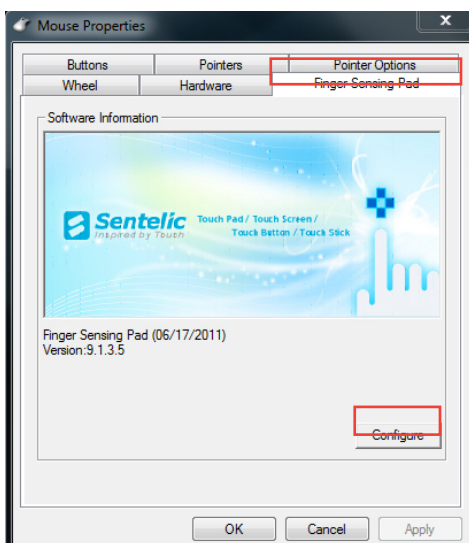 Mouse Properties
x
Buttons
Pointers
Pointer Options
Wheel
Hardware
Finger Sensing Pad
Software Information
Sentelic
Inspired by Touch
Touch Pad / Touch Screen /
Touch Button / Touch Stick
Finger Sensing Pad (06/17/2011)
Version:9.1.3.5
Configure
OK
Cancel
Apply